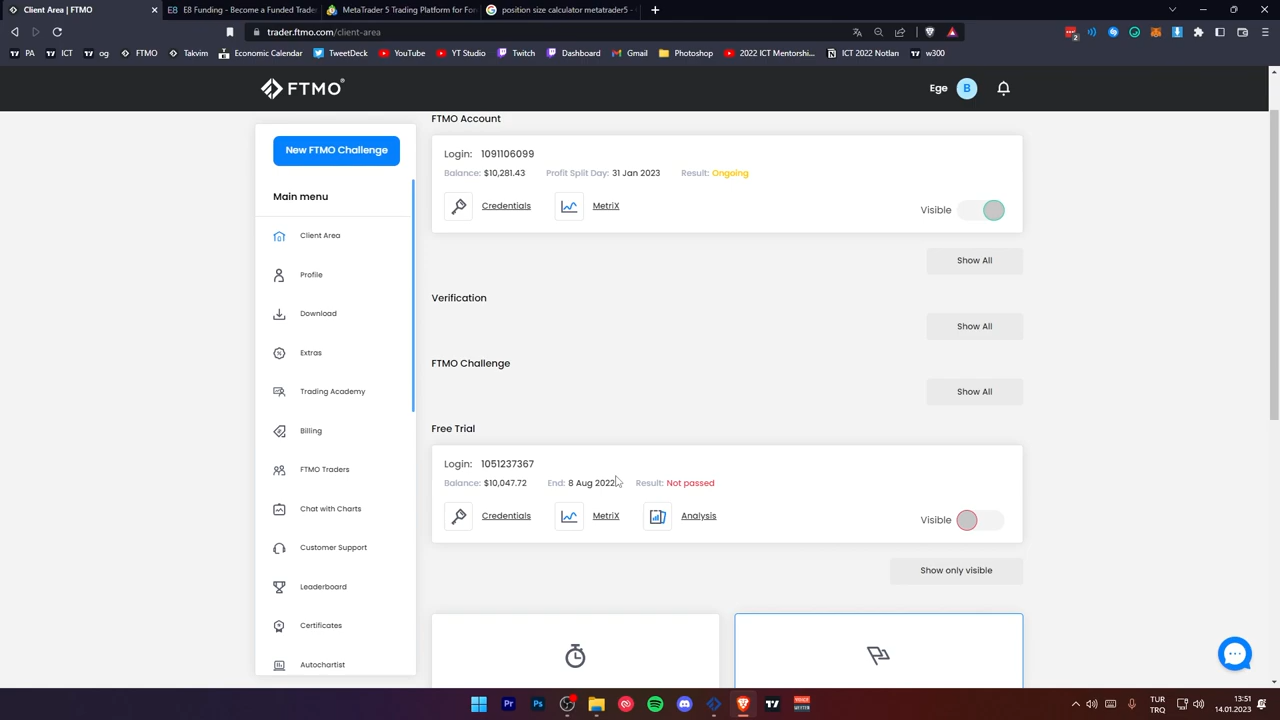 Client Area | FTMO
E8 Funding - Become a Funded Trader
MetaTrader 5 Trading Platform for For
position size calculator metatrader5 -
trader.ftmo.com/client-area
2
PA
ICT
og
FTMO
Takvim
Economic Calendar
TweetDeck
YouTube
YT Studio
Twitch
Dashboard
Gmail
Photoshop
2022 ICT Mentorshi...
ICT 2022 Notları
w300
FTMO®
Ege
B
New FTMO Challenge
Main menu
Client Area
Profile
Download
Extras
Trading Academy
Billing
FTMO Traders
Chat with Charts
Customer Support
Leaderboard
Certificates
Autochartist
FTMO Account
Login: 1091106099
Balance: $10,281.43 Profit Split Day: 31 Jan 2023 Result: Ongoing
Credentials
MetriX
Visible
Show All
Verification
Show All
FTMO Challenge
Show All
Free Trial
Login: 1051237367
Balance: $10,047.72 End: 8 Aug 2022 Result: Not passed
Credentials
MetriX
Analysis
Visible
Show only visible
Pr
Ps
TUR
TRQ
13:51
14.01.2023